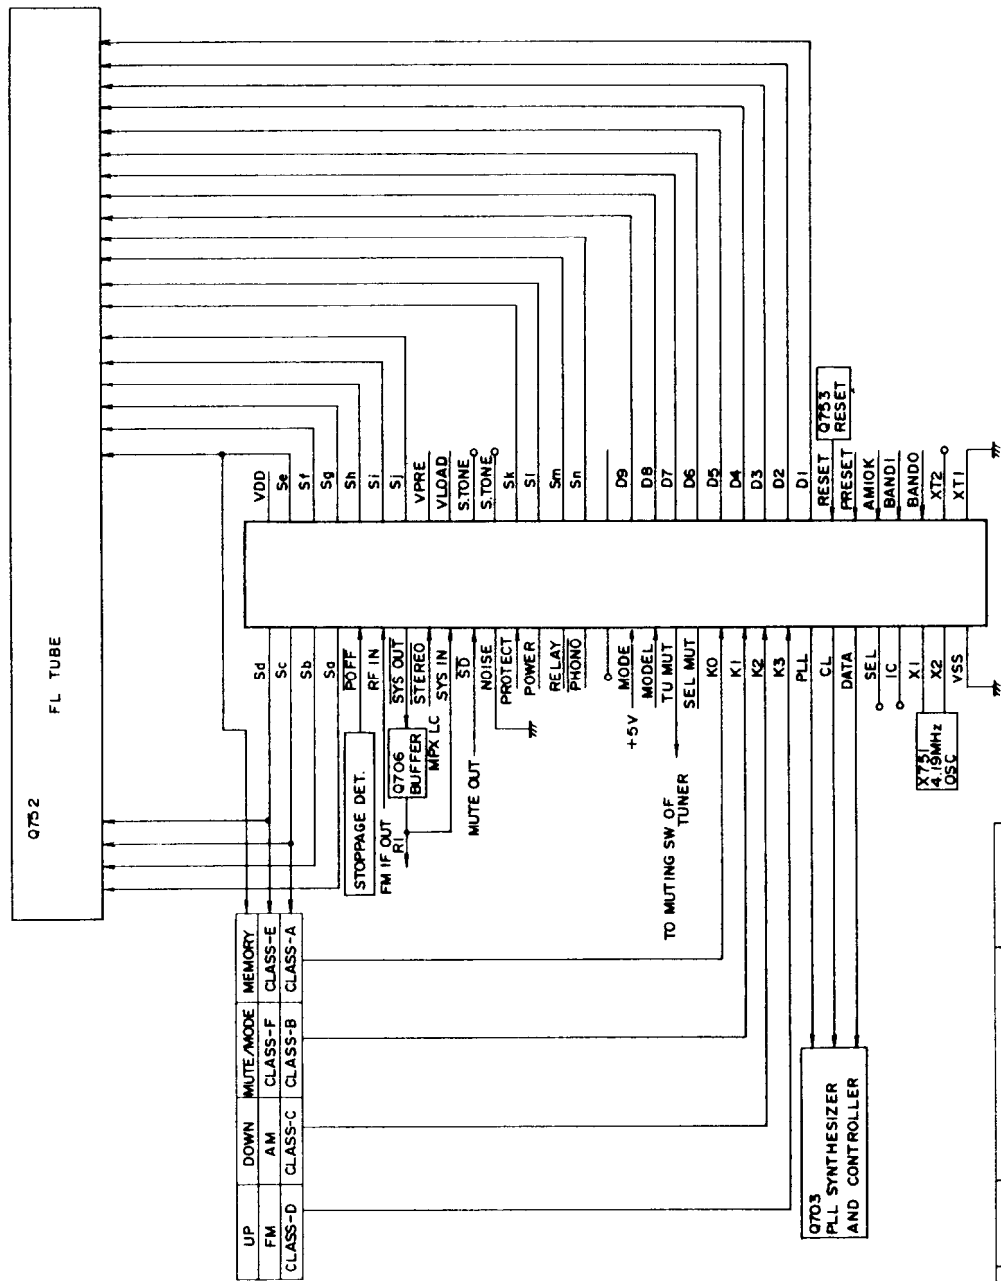 Q752
FL TUBE
VDD
Se
Sf
Sg
Sh
Si
Sj
VPRE
VLOAD
S.TONE
S.TONE
Sk
Sl
Sm
Sn
D9
D8
D7
D6
D5
D4
D3
D2
D1
RESET
PRESET
AM10K
BAND1
BAND0
XT2
XT1
Q753
RESET
Sd
Sc
Sb
Sa
POFF
RF IN
SYS OUT
STEREO
SYS IN
SD
NOISE
PROTECT
POWER
RELAY
PHONO
MODE
MODEL
TU MUT
SEL MUT
K0
K1
K2
K3
PLL
CL
DATA
SEL
IC
X1
X2
VSS
STOPPAGE DET.
FM IF OUT
RI
Q706
BUFFER
MPX LC
MUTE OUT
+5V
TO MUTING SW OF
TUNER
X751
4.19MHz
OSC
UP DOWN MUTE/MODE MEMORY
FM AM CLASS-F CLASS-E
CLASS-D CLASS-C CLASS-B CLASS-A
Q703
PLL SYNTHESIZER
AND CONTROLLER